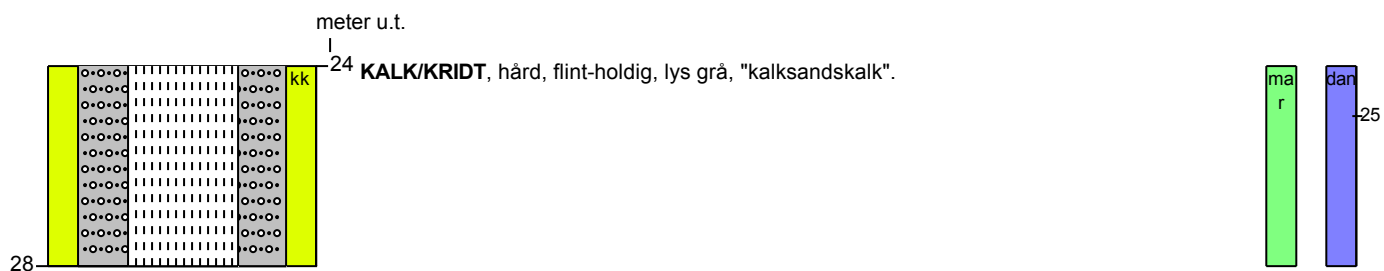 meter u.t.
24 KALK/KRIDT, hård, flint-holdig, lys grå, "kalksandskalk".
kk
ma
r
dan
25
28